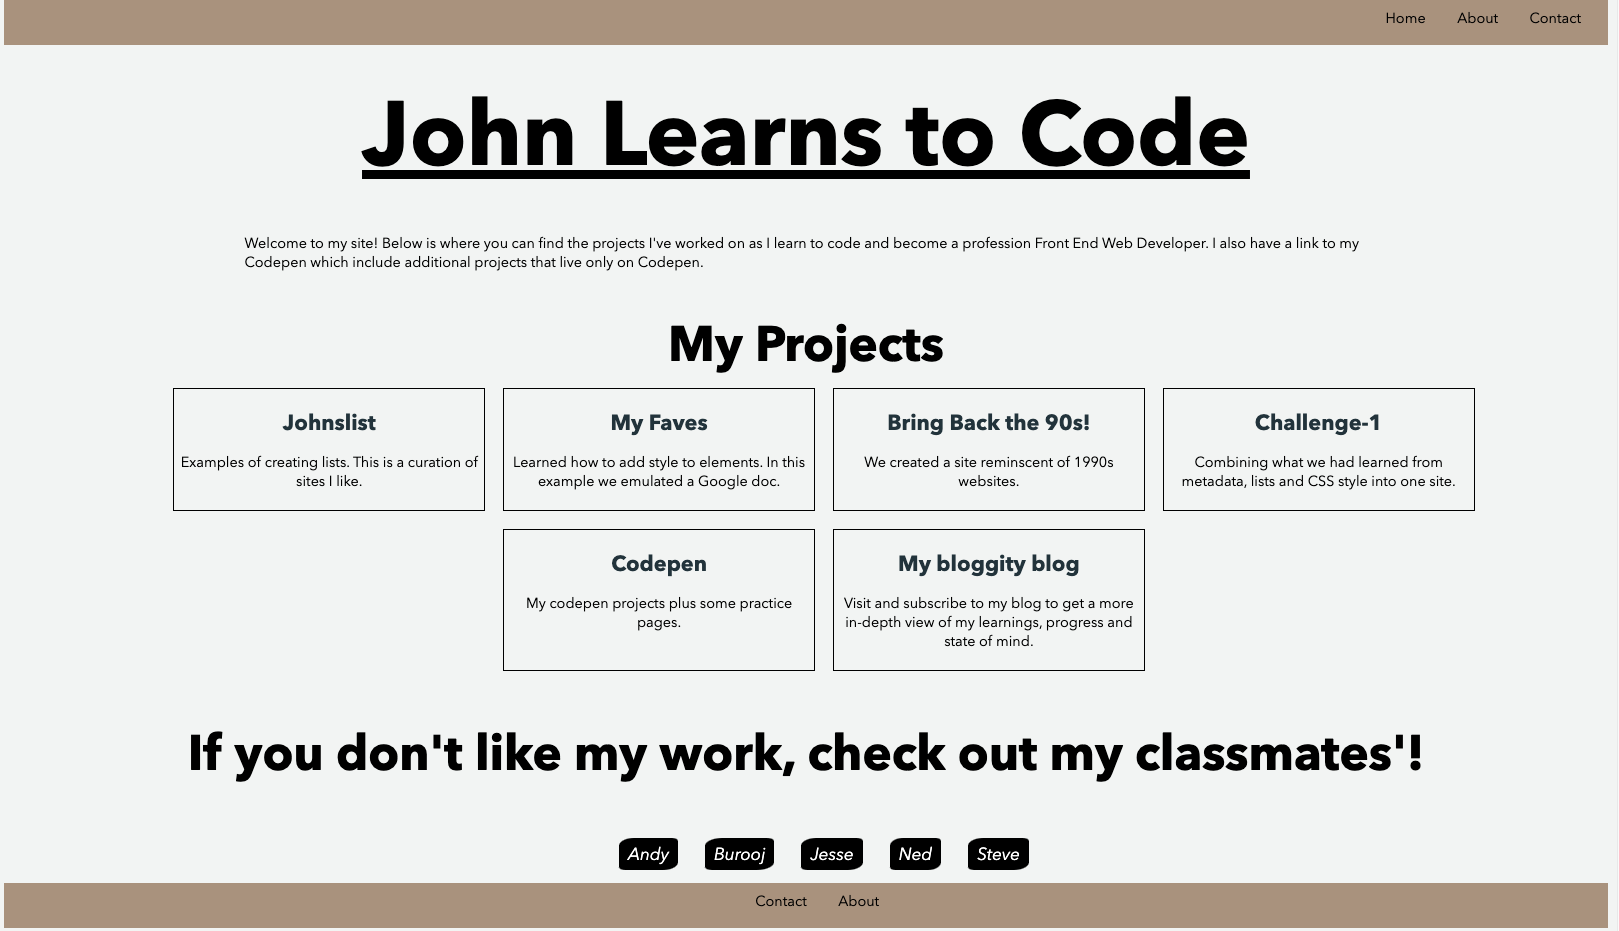 Home About Contact
John Learns to Code
Welcome to my site! Below is where you can find the projects I've worked on as I learn to code and become a profession Front End Web Developer. I also have a link to my
Codepen which include additional projects that live only on Codepen.
My Projects
Johnslist
Examples of creating lists. This is a curation of
sites I like.
My Faves
Learned how to add style to elements. In this
example we emulated a Google doc.
Bring Back the 90s!
We created a site reminscent of 1990s
websites.
Challenge-1
Combining what we had learned from
metadata, lists and CSS style into one site.
Codepen
My codepen projects plus some practice
pages.
My bloggity blog
Visit and subscribe to my blog to get a more
in-depth view of my learnings, progress and
state of mind.
If you don't like my work, check out my classmates'!
Andy Burooj Jesse Ned Steve
Contact About